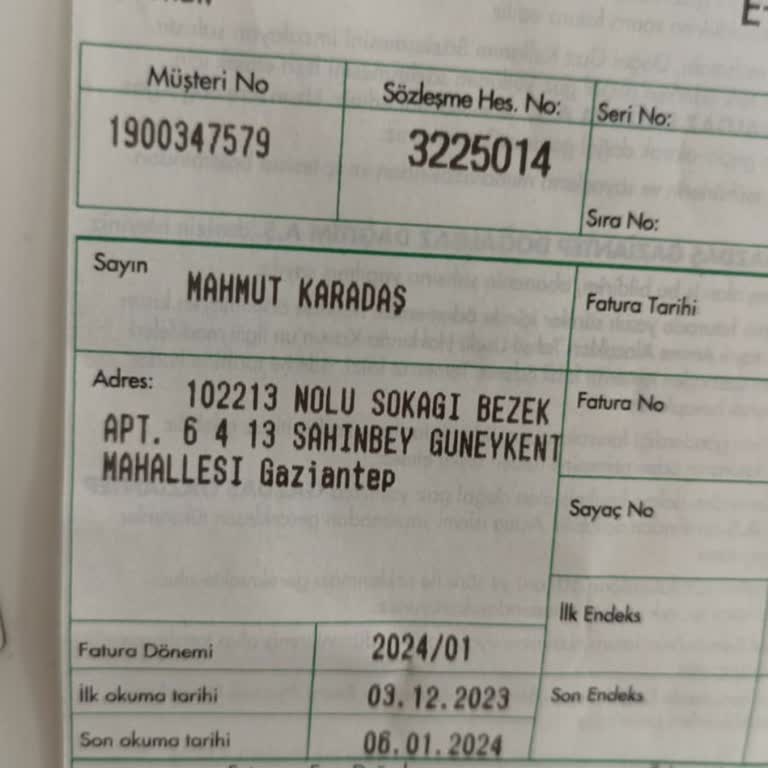 Müşteri No
1900347579
Sözleşme Hes. No:
3225014
Seri No:
Sıra No:
Sayın MAHMUT KARADAŞ
Adres: 102213 NOLU SOKAGI BEZEK
APT. 6 4 13 SAHINBEY GUNEYKENT
MAHALLESI Gaziantep
Fatura Tarihi
Fatura No
Sayaç No
İlk Endeks
Son Endeks
Fatura Dönemi 2024/01
İlk okuma tarihi 03.12.2023
Son okuma tarihi 06.01.2024